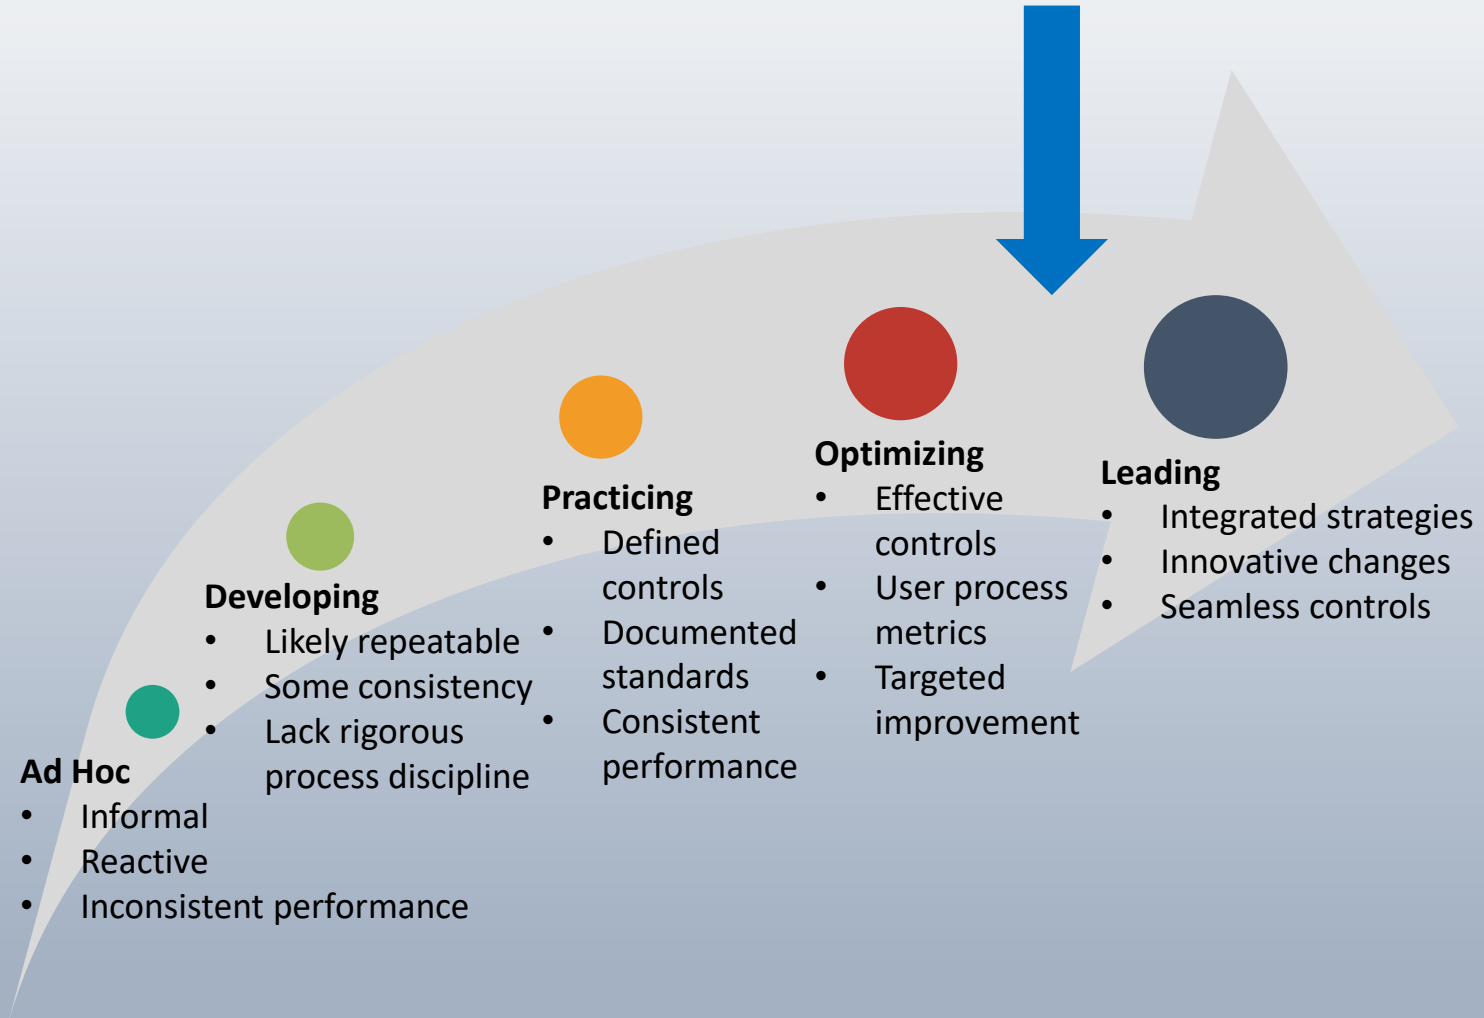 Ad Hoc
• Informal
• Reactive
• Inconsistent performance
Developing
• Likely repeatable
• Some consistency
• Lack rigorous
process discipline
Practicing
• Defined
controls
• Documented
standards
• Consistent
performance
Optimizing
• Effective
controls
• User process
metrics
• Targeted
improvement
Leading
• Integrated strategies
• Innovative changes
• Seamless controls